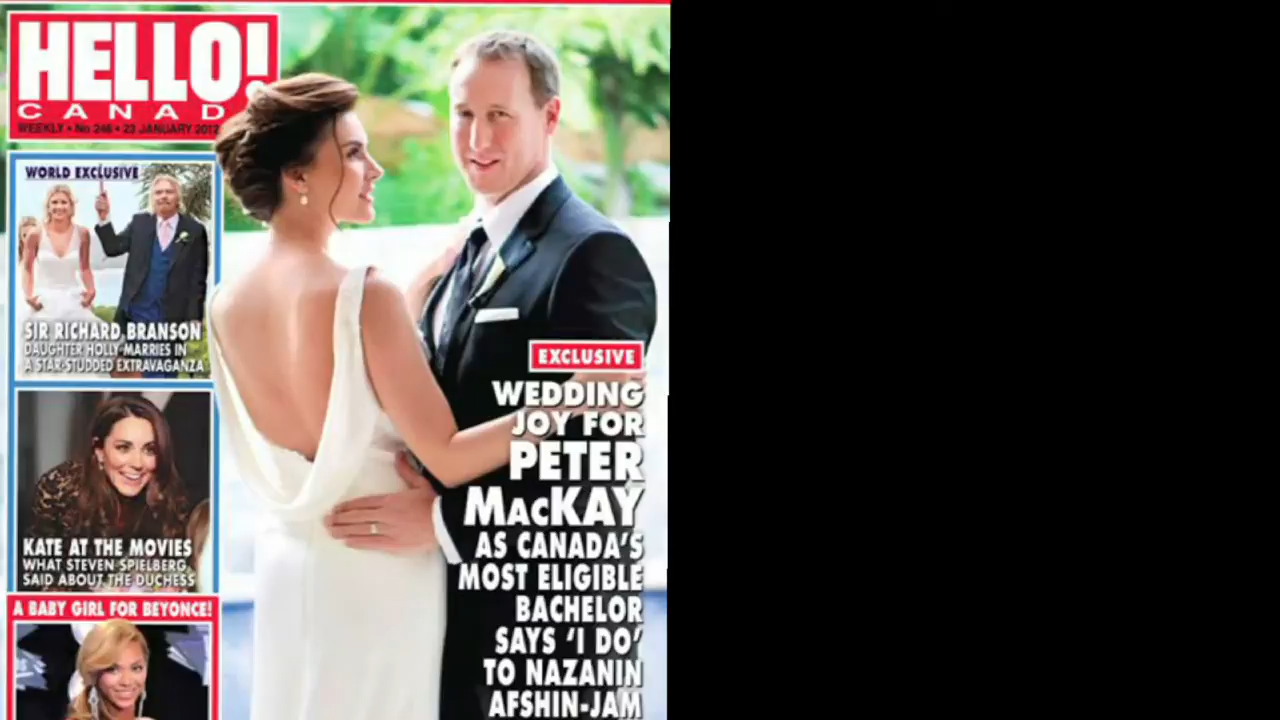 HELLO!
CANAD
WEEKLY • No 246 • 23 JANUARY 2012
WORLD EXCLUSIVE
SIR RICHARD BRANSON
DAUGHTER HOLLY MARRIES IN
A STAR-STUDDED EXTRAVAGANZA
KATE AT THE MOVIES
WHAT STEVEN SPIELBERG
SAID ABOUT THE DUCHESS
A BABY GIRL FOR BEYONCE!
EXCLUSIVE
WEDDING
JOY FOR
PETER
MACKAY
AS CANADA'S
MOST ELIGIBLE
BACHELOR
SAYS 'I DO'
TO NAZANIN
AFSHIN-JAM